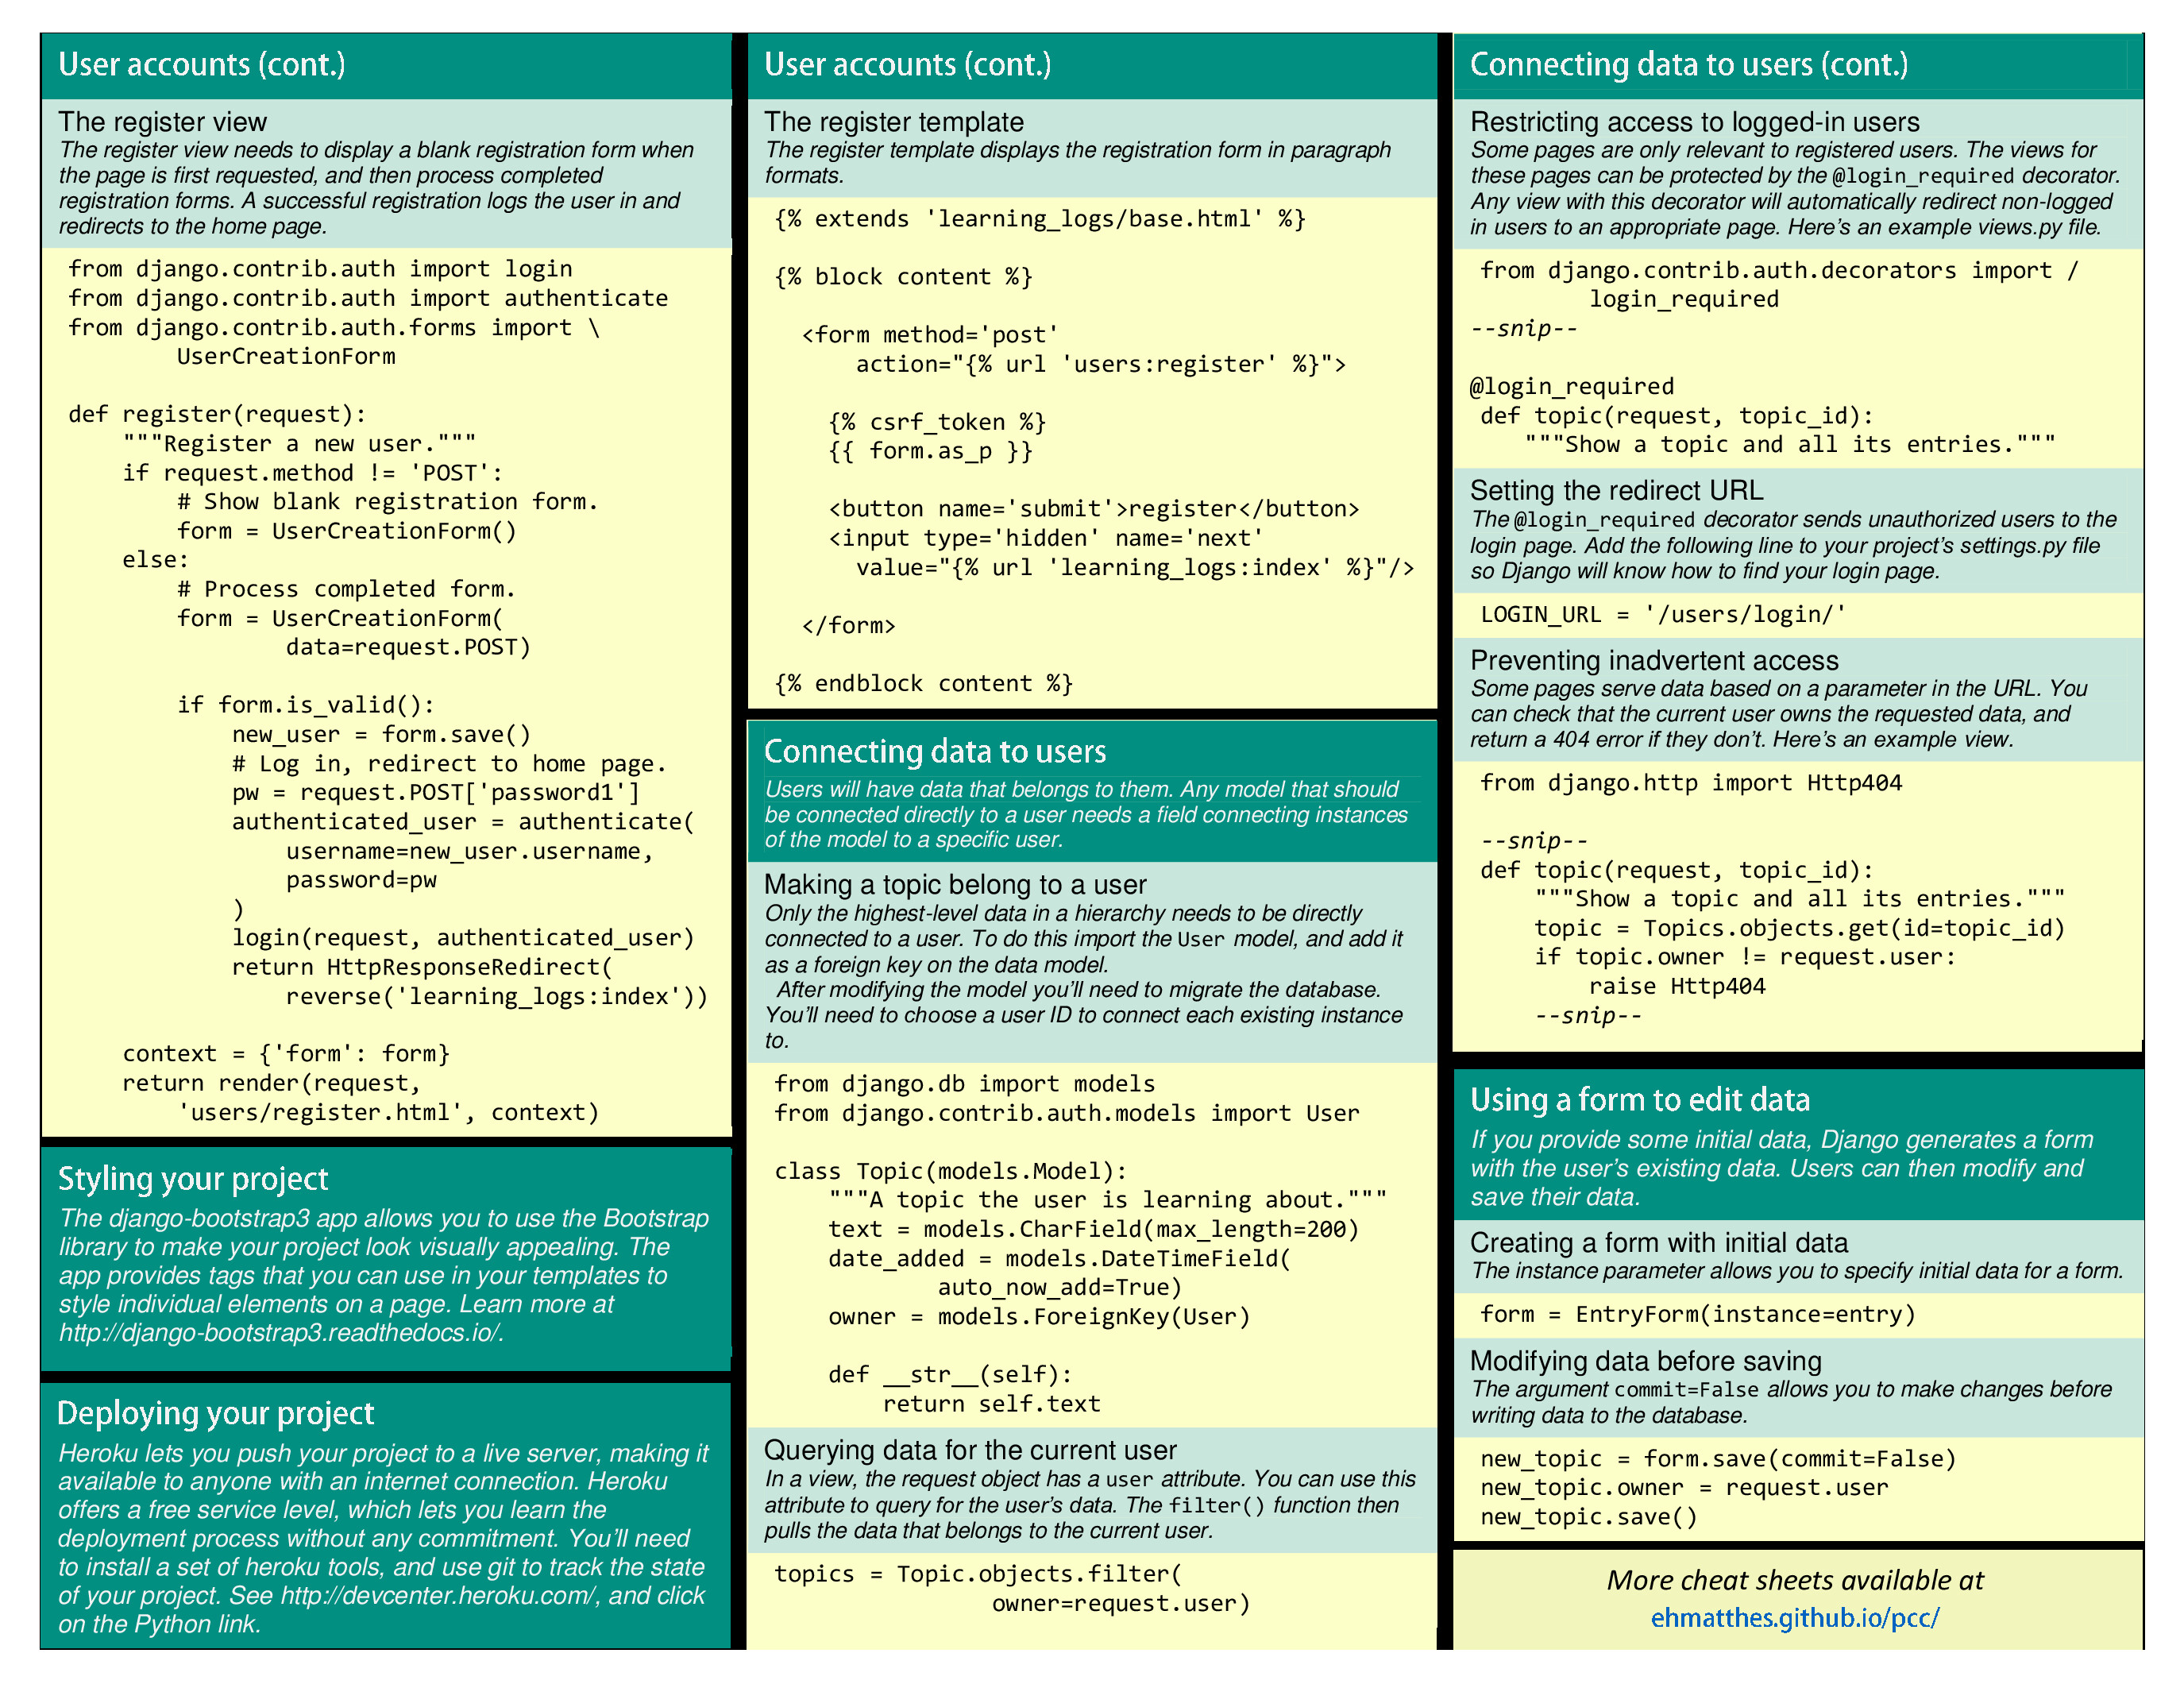 User accounts (cont.)
The register view
The register view needs to display a blank registration form when
the page is first requested, and then process completed
registration forms. A successful registration logs the user in and
redirects to the home page.
from django.contrib.auth import login
from django.contrib.auth import authenticate
from django.contrib.auth.forms import \
        UserCreationForm

def register(request):
    """Register a new user."""
    if request.method != 'POST':
        # Show blank registration form.
        form = UserCreationForm()
    else:
        # Process completed form.
        form = UserCreationForm(
                data=request.POST)

        if form.is_valid():
            new_user = form.save()
            # Log in, redirect to home page.
            pw = request.POST['password1']
            authenticated_user = authenticate(
                username=new_user.username,
                password=pw
            )
            login(request, authenticated_user)
            return HttpResponseRedirect(
                reverse('learning_logs:index'))

    context = {'form': form}
    return render(request,
        'users/register.html', context)
Styling your project
The django-bootstrap3 app allows you to use the Bootstrap
library to make your project look visually appealing. The
app provides tags that you can use in your templates to
style individual elements on a page. Learn more at
http://django-bootstrap3.readthedocs.io/.
Deploying your project
Heroku lets you push your project to a live server, making it
available to anyone with an internet connection. Heroku
offers a free service level, which lets you learn the
deployment process without any commitment. You'll need
to install a set of heroku tools, and use git to track the state
of your project. See http://devcenter.heroku.com/, and click
on the Python link.
User accounts (cont.)
The register template
The register template displays the registration form in paragraph
formats.
{% extends 'learning_logs/base.html' %}

{% block content %}

  <form method='post'
      action="{% url 'users:register' %}">

    {% csrf_token %}
    {{ form.as_p }}

    <button name='submit'>register</button>
    <input type='hidden' name='next'
      value="{% url 'learning_logs:index' %}"/>

  </form>

{% endblock content %}
Connecting data to users
Users will have data that belongs to them. Any model that should
be connected directly to a user needs a field connecting instances
of the model to a specific user.
Making a topic belong to a user
Only the highest-level data in a hierarchy needs to be directly
connected to a user. To do this import the User model, and add it
as a foreign key on the data model.
  After modifying the model you'll need to migrate the database.
You'll need to choose a user ID to connect each existing instance
to.
from django.db import models
from django.contrib.auth.models import User

class Topic(models.Model):
    """A topic the user is learning about."""
    text = models.CharField(max_length=200)
    date_added = models.DateTimeField(
            auto_now_add=True)
    owner = models.ForeignKey(User)

    def __str__(self):
        return self.text
Querying data for the current user
In a view, the request object has a user attribute. You can use this
attribute to query for the user's data. The filter() function then
pulls the data that belongs to the current user.
topics = Topic.objects.filter(
                owner=request.user)
Connecting data to users (cont.)
Restricting access to logged-in users
Some pages are only relevant to registered users. The views for
these pages can be protected by the @login_required decorator.
Any view with this decorator will automatically redirect non-logged
in users to an appropriate page. Here's an example views.py file.
from django.contrib.auth.decorators import /
        login_required
--snip--

@login_required
def topic(request, topic_id):
    """Show a topic and all its entries."""
Setting the redirect URL
The @login_required decorator sends unauthorized users to the
login page. Add the following line to your project's settings.py file
so Django will know how to find your login page.
LOGIN_URL = '/users/login/'
Preventing inadvertent access
Some pages serve data based on a parameter in the URL. You
can check that the current user owns the requested data, and
return a 404 error if they don't. Here's an example view.
from django.http import Http404

--snip--
def topic(request, topic_id):
    """Show a topic and all its entries."""
    topic = Topics.objects.get(id=topic_id)
    if topic.owner != request.user:
        raise Http404
    --snip--
Using a form to edit data
If you provide some initial data, Django generates a form
with the user's existing data. Users can then modify and
save their data.
Creating a form with initial data
The instance parameter allows you to specify initial data for a form.
form = EntryForm(instance=entry)
Modifying data before saving
The argument commit=False allows you to make changes before
writing data to the database.
new_topic = form.save(commit=False)
new_topic.owner = request.user
new_topic.save()
More cheat sheets available at
ehmatthes.github.io/pcc/